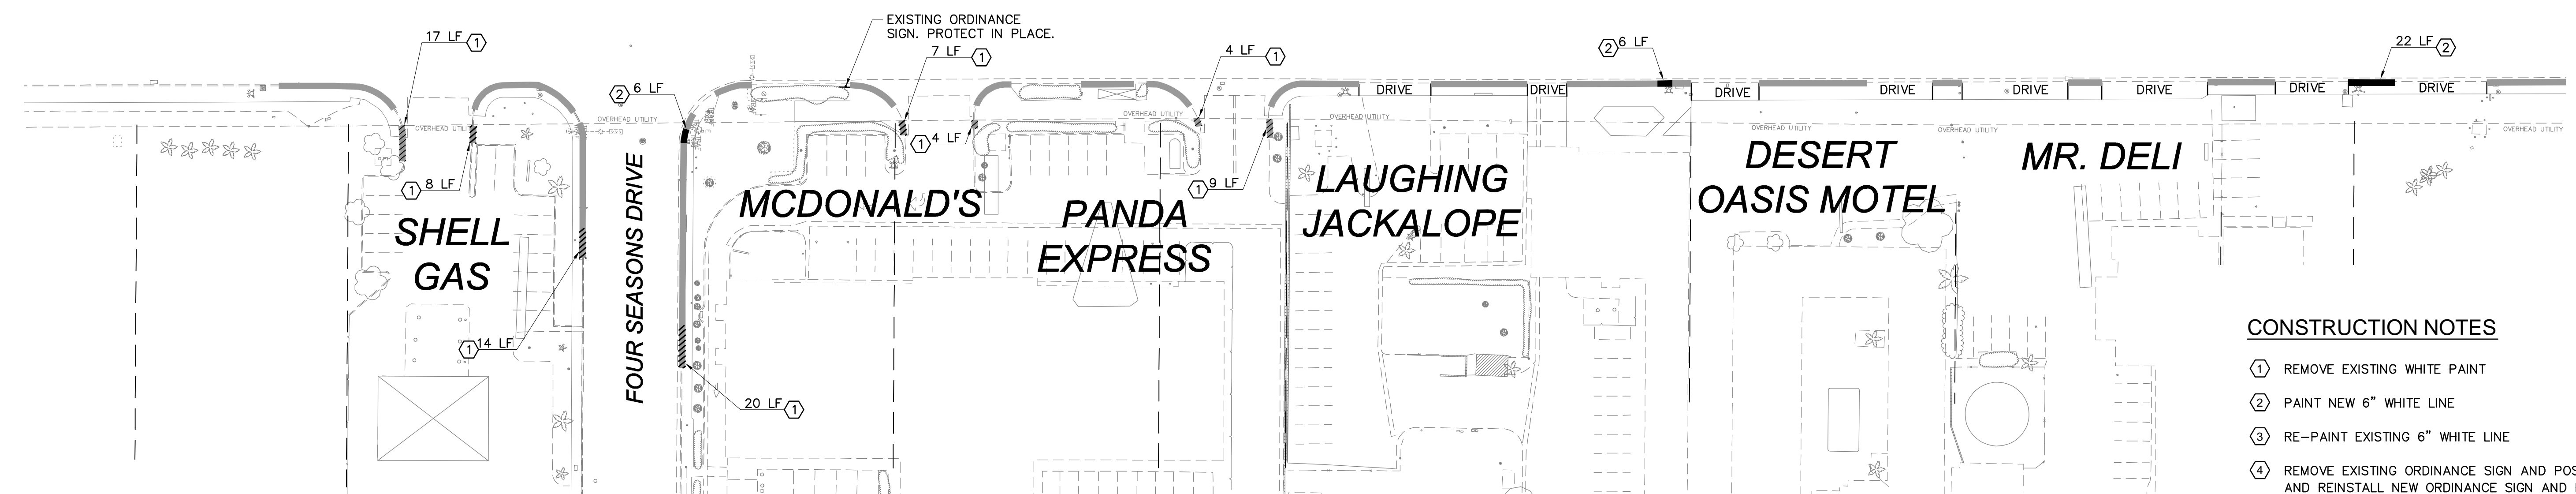 EXISTING ORDINANCE
SIGN. PROTECT IN PLACE.
17 LF 1
7 LF 1
4 LF 1
2 6 LF
22 LF 2
2 6 LF
DRIVE
DRIVE
DRIVE
DRIVE
DRIVE
DRIVE
DRIVE
OVERHEAD UTILI
OVERHEAD UTILITY
OVERHEAD UTILITY
OVERHEAD UTILITY
OVERHEAD UTILITY
OVERHEAD UTILITY
OVERHEAD UTILITY
1 4 LF
1 8 LF
1 9 LF
SHELL
GAS
FOUR SEASONS DRIVE
MCDONALD'S
PANDA
EXPRESS
LAUGHING
JACKALOPE
DESERT
OASIS MOTEL
MR. DELI
1 14 LF
20 LF 1
CONSTRUCTION NOTES
1 REMOVE EXISTING WHITE PAINT
2 PAINT NEW 6” WHITE LINE
3 RE-PAINT EXISTING 6” WHITE LINE
4 REMOVE EXISTING ORDINANCE SIGN AND POS
AND REINSTALL NEW ORDINANCE SIGN AND